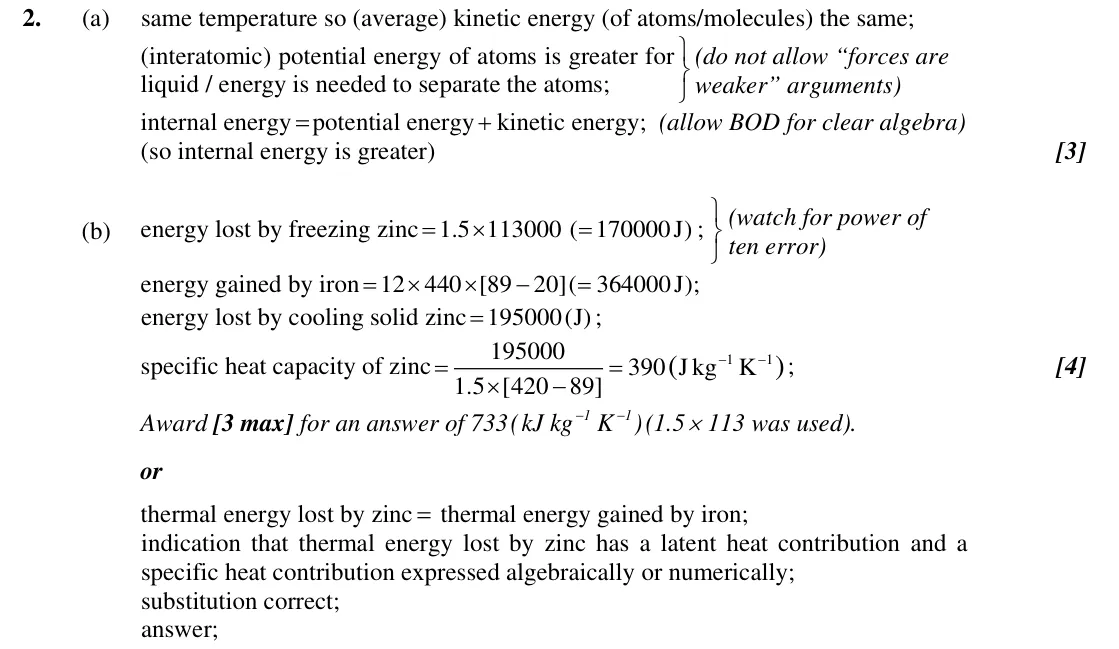 2. (a) same temperature so (average) kinetic energy (of atoms/molecules) the same;
(interatomic) potential energy of atoms is greater for (do not allow “forces are
liquid / energy is needed to separate the atoms; weaker” arguments)
internal energy = potential energy + kinetic energy; (allow BOD for clear algebra)
(so internal energy is greater) [3]
(b) energy lost by freezing zinc = 1.5×113000 (=170000J); (watch for power of
ten error)
energy gained by iron = 12×440×[89−20](= 364000J);
energy lost by cooling solid zinc = 195000(J);
specific heat capacity of zinc = 195000 / 1.5×[420−89] = 390(J kg⁻¹ K⁻¹); [4]
Award [3 max] for an answer of 733(kJ kg⁻¹ K⁻¹)(1.5×113 was used).
or
thermal energy lost by zinc = thermal energy gained by iron;
indication that thermal energy lost by zinc has a latent heat contribution and a
specific heat contribution expressed algebraically or numerically;
substitution correct;
answer;